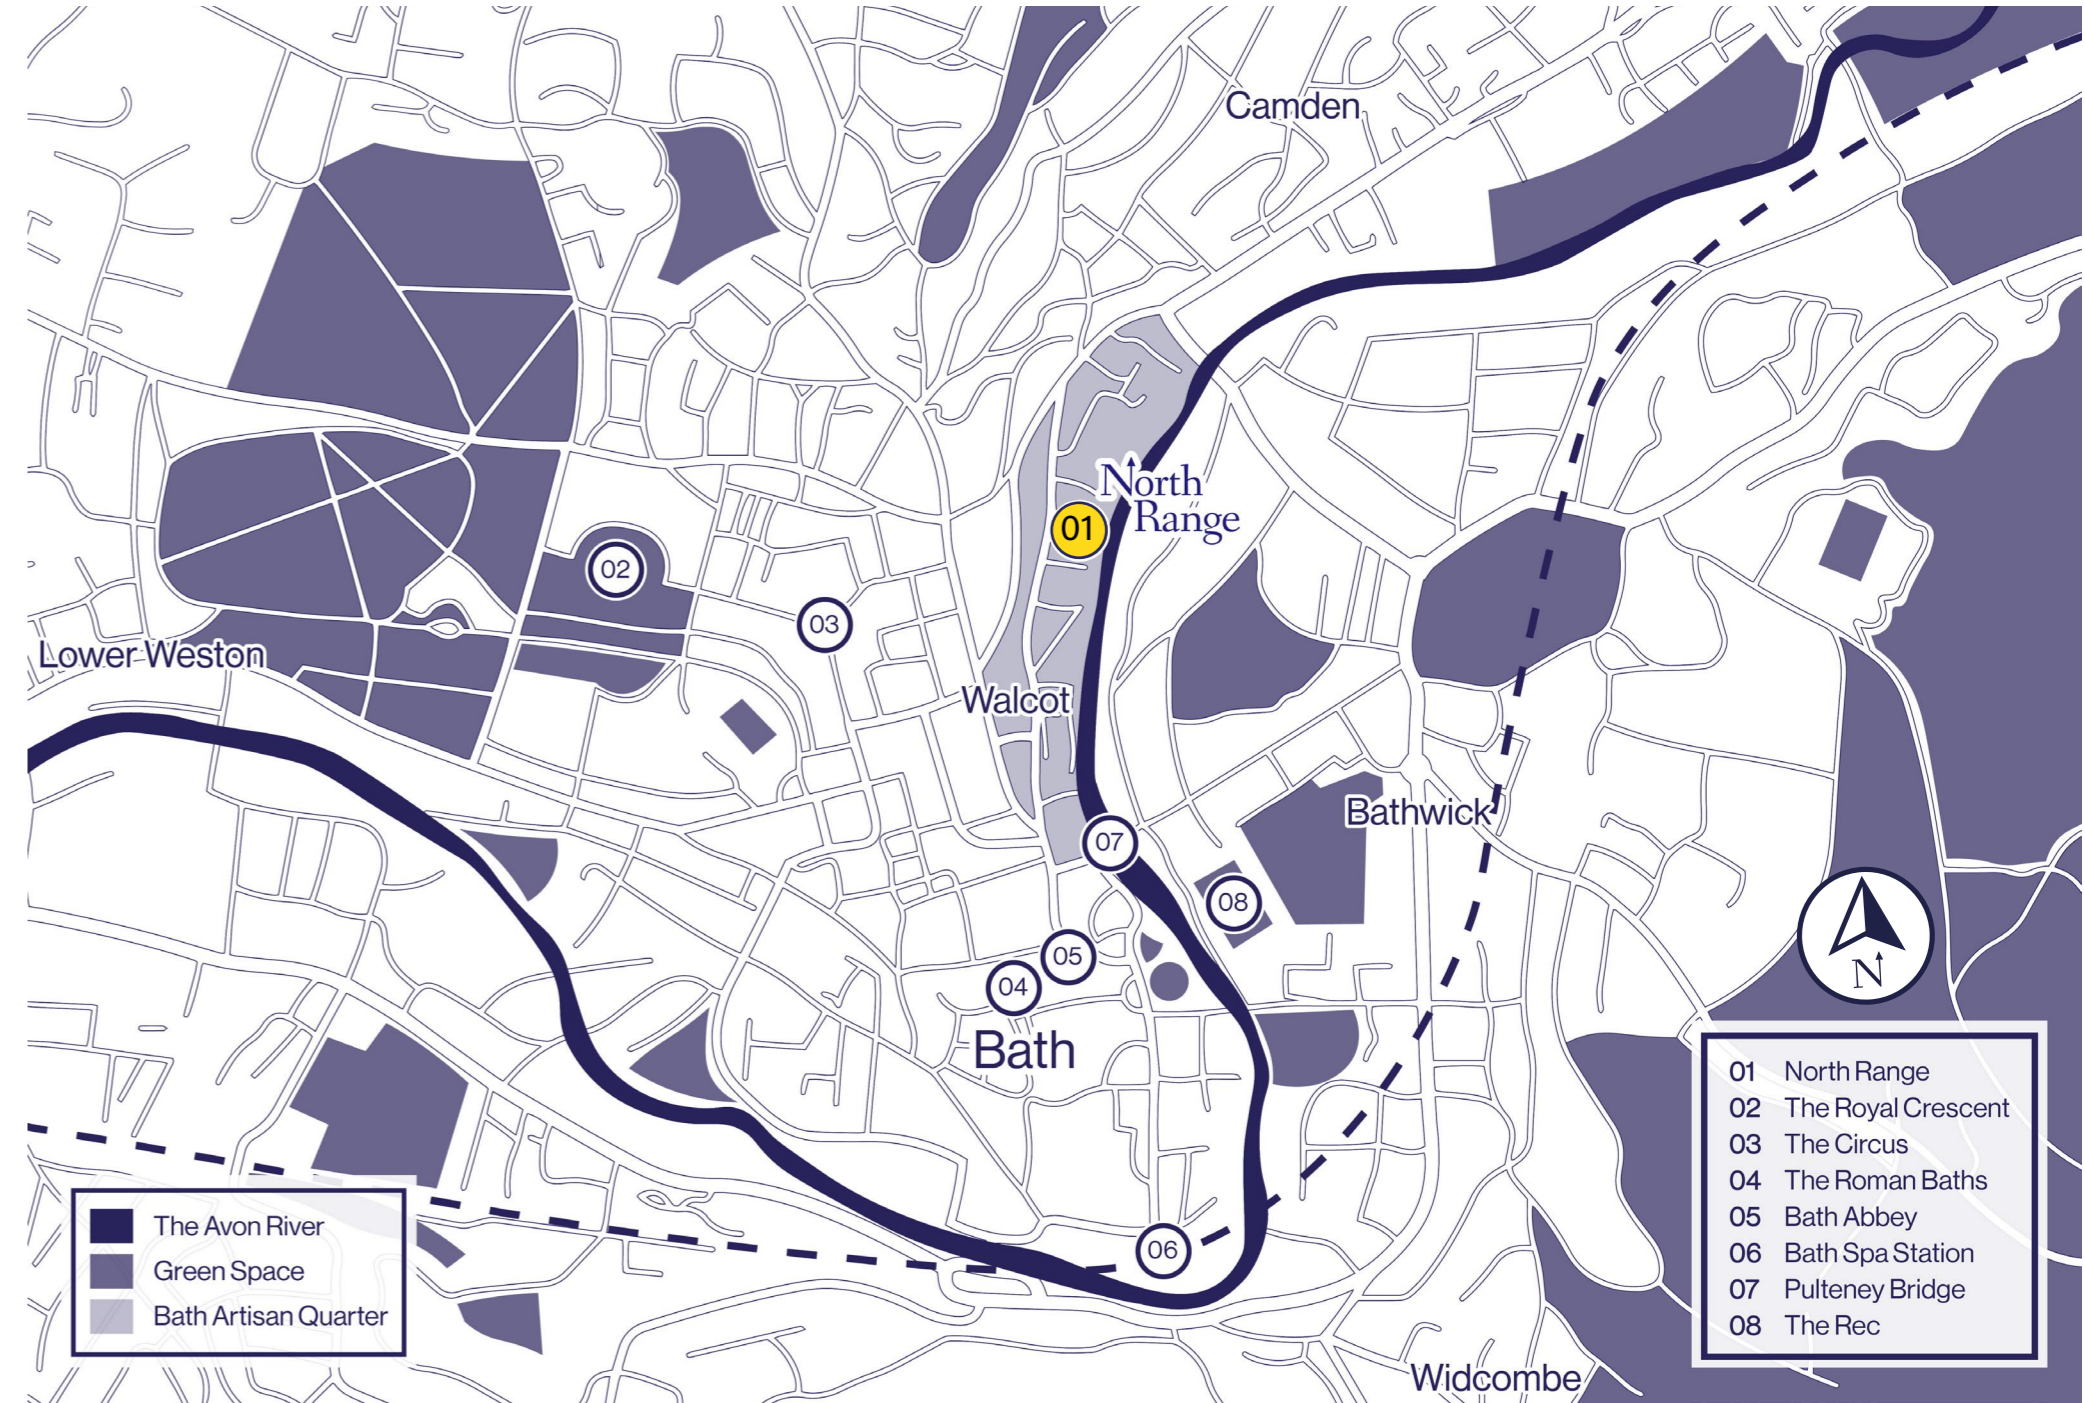 Camden
North
Range
01
02
03
Lower Weston
Walcot
Bathwick
07
08
05
04
Bath
06
Widcombe
N
The Avon River
Green Space
Bath Artisan Quarter
01 North Range
02 The Royal Crescent
03 The Circus
04 The Roman Baths
05 Bath Abbey
06 Bath Spa Station
07 Pulteney Bridge
08 The Rec